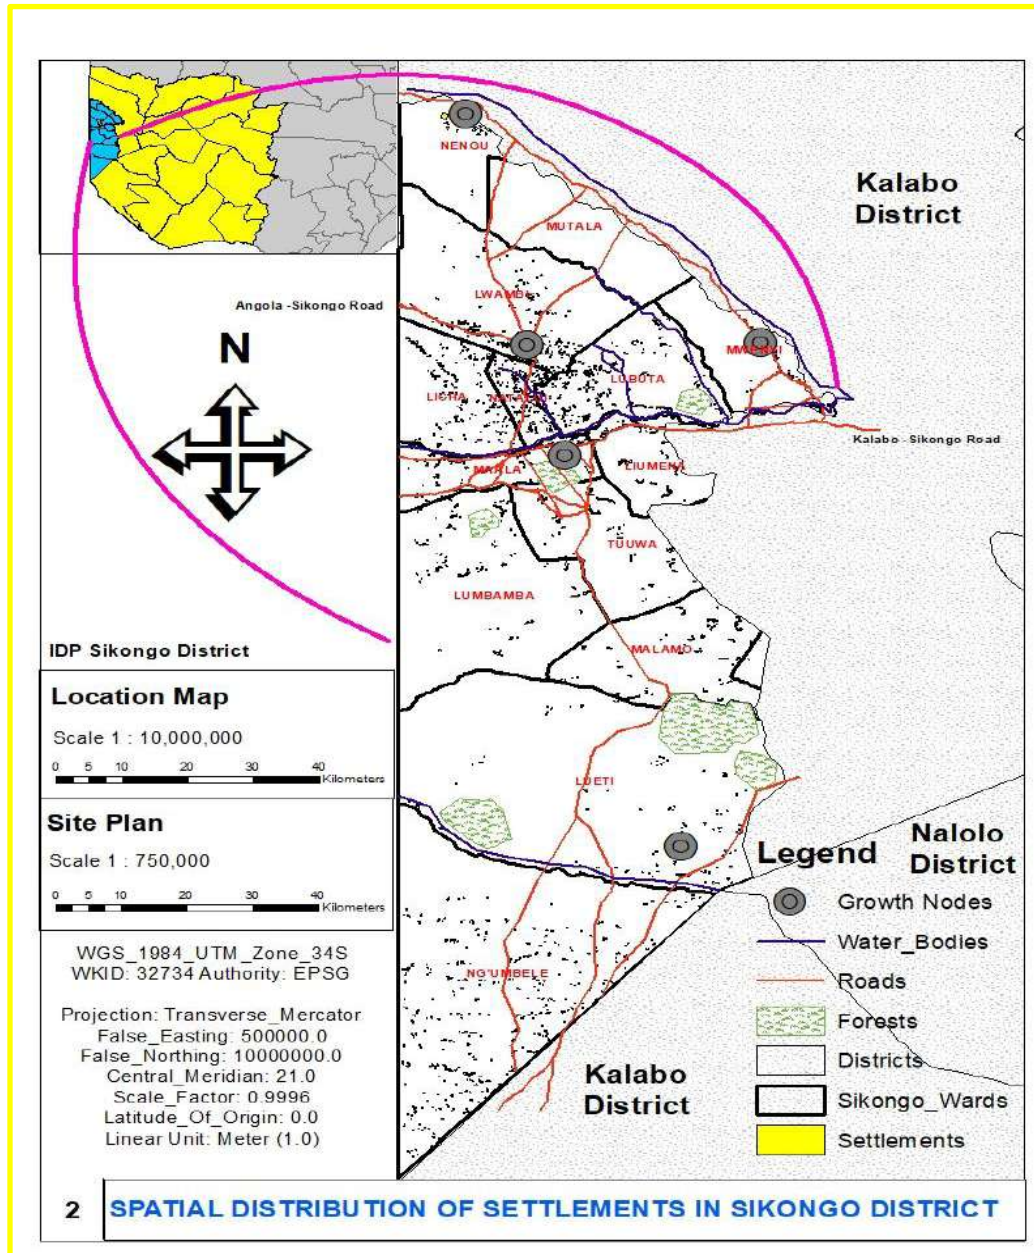 NENGU
Kalabo
District
MUTALA
LWAMBI
Angola -Sikongo Road
N
LUBUTA
LICHA
Kalabo -Sikongo Road
MAALA
LIUMENA
TUUWA
LUMBAMBA
MALAMO
IDP Sikongo District
Location Map
Scale 1 : 10,000,000
0 5 10 20 30 40
Kilometers
LUETI
Site Plan
Scale 1 : 750,000
0 5 10 20 30 40
Kilometers
Nalolo
District
Legend
Growth Nodes
Water_Bodies
Roads
Forests
Districts
Sikongo_Wards
Settlements
WGS_1984_UTM_Zone_34S
WKID: 32734 Authority: EPSG
NG'UMBELE
Projection: Transverse_Mercator
False_Easting: 500000.0
False_Northing: 10000000.0
Central_Meridian: 21.0
Scale_Factor: 0.9996
Latitude_Of_Origin: 0.0
Linear Unit: Meter (1.0)
Kalabo
District
2 SPATIAL DISTRIBUTION OF SETTLEMENTS IN SIKONGO DISTRICT